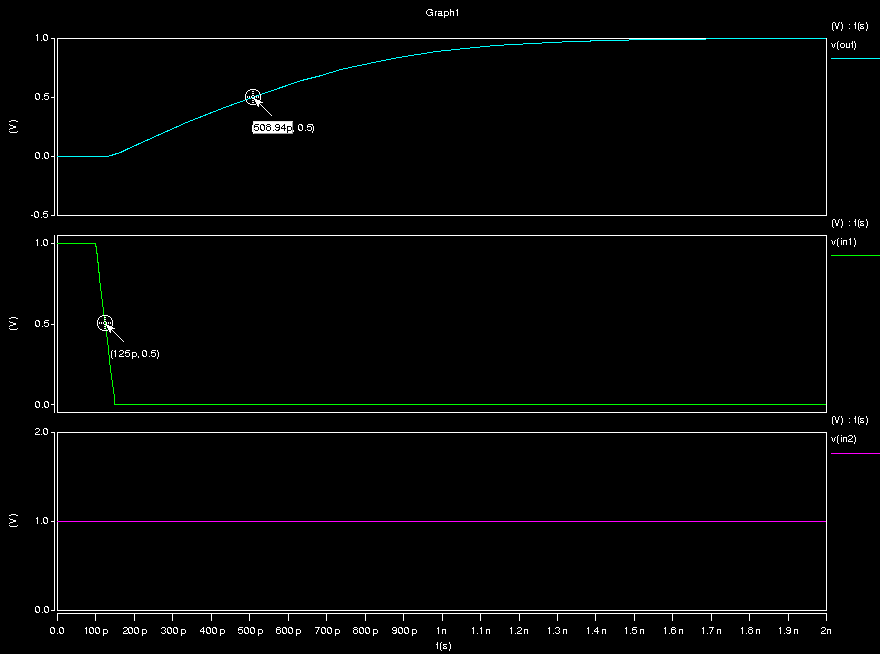 Graph1
(V) : t(s)
v(out)
1.0
0.5
0.0
-0.5
(V)
508.94p, 0.5)
(V) : t(s)
v(in1)
1.0
0.5
0.0
(V)
(125p, 0.5)
(V) : t(s)
v(in2)
2.0
1.0
0.0
(V)
0.0 100p 200p 300p 400p 500p 600p 700p 800p 900p 1n 1.1n 1.2n 1.3n 1.4n 1.5n 1.6n 1.7n 1.8n 1.9n 2n
t(s)